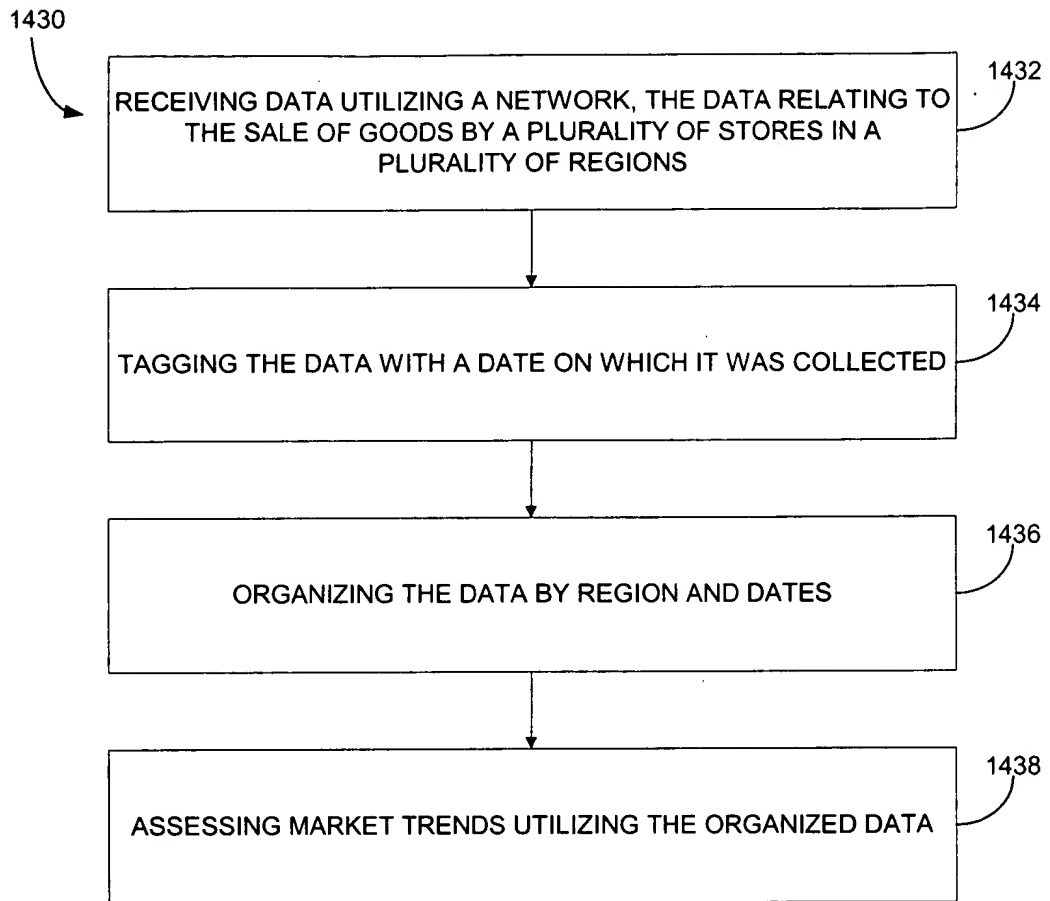 1430
1432
RECEIVING DATA UTILIZING A NETWORK, THE DATA RELATING TO
THE SALE OF GOODS BY A PLURALITY OF STORES IN A
PLURALITY OF REGIONS
1434
TAGGING THE DATA WITH A DATE ON WHICH IT WAS COLLECTED
1436
ORGANIZING THE DATA BY REGION AND DATES
1438
ASSESSING MARKET TRENDS UTILIZING THE ORGANIZED DATA